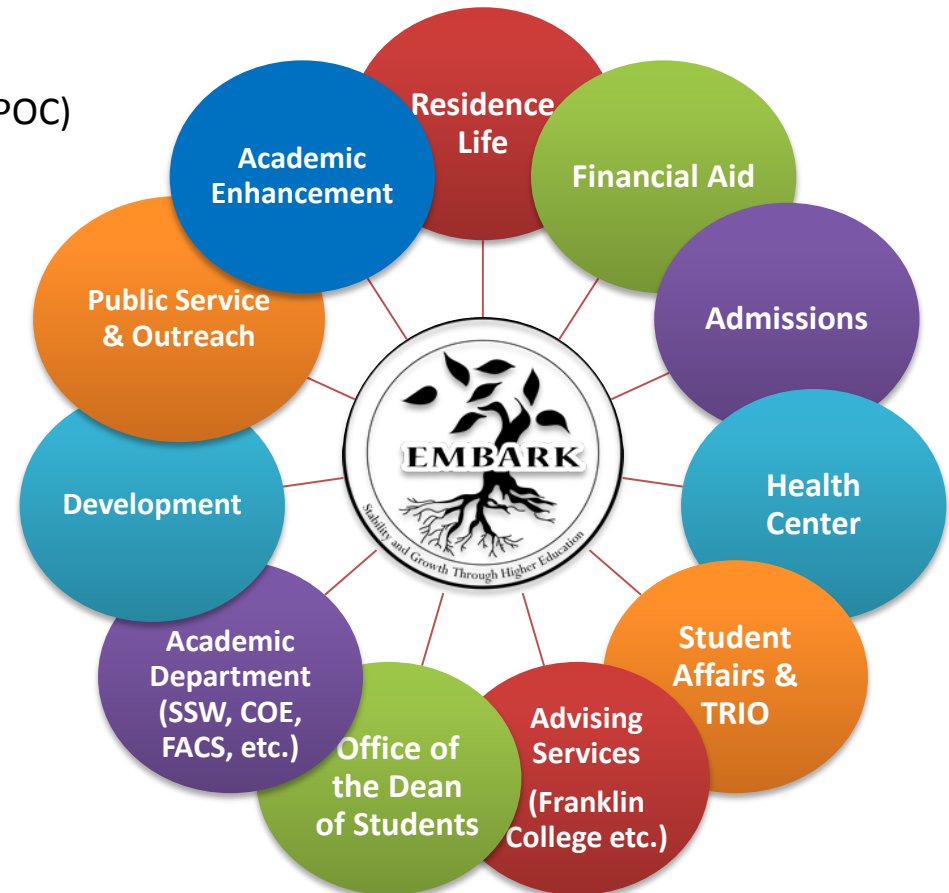 POC)
Residence
Life
Financial Aid
Admissions
Health
Center
Student
Affairs &
TRIO
Advising
Services
(Franklin
College etc.)
Office of
the Dean
of Students
Academic
Department
(SSW, COE,
FACS, etc.)
Development
Public Service
& Outreach
Academic
Enhancement
EMBARK
Stability and Growth Through Higher Education